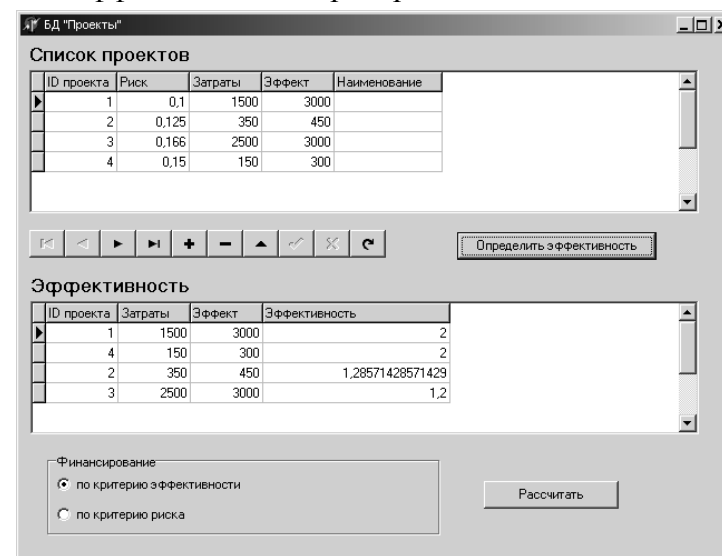 БД "Проекты"
Список проектов
ID проекта Риск Затраты Эффект Наименование
1 0,1 1500 3000
2 0,125 350 450
3 0,166 2500 3000
4 0,15 150 300
Определить эффективность
Эффективность
ID проекта Затраты Эффект Эффективность
1 1500 3000 2
4 150 300 2
2 350 450 1,28571428571429
3 2500 3000 1,2
Финансирование
по критерию эффективности
по критерию риска
Рассчитать